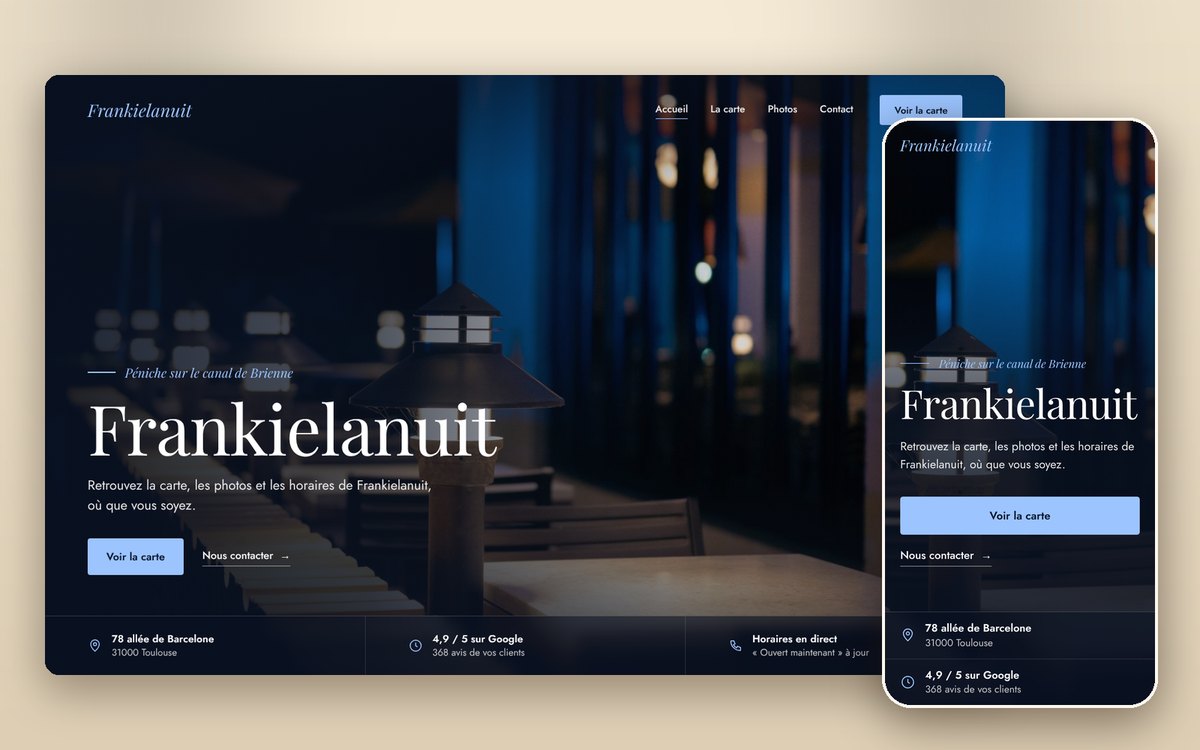 Frankielanuit
Accueil
La carte
Photos
Contact
Voir la carte
Péniche sur le canal de Brienne
Frankielanuit
Retrouvez la carte, les photos et les horaires de Frankielanuit,
où que vous soyez.
Voir la carte
Nous contacter →
78 allée de Barcelone
31000 Toulouse
4,9 / 5 sur Google
368 avis de vos clients
Horaires en direct
« Ouvert maintenant » à jour
Frankielanuit
Péniche sur le canal de Brienne
Frankielanuit
Retrouvez la carte, les photos et les horaires de
Frankielanuit, où que vous soyez.
Voir la carte
Nous contacter →
78 allée de Barcelone
31000 Toulouse
4,9 / 5 sur Google
368 avis de vos clients